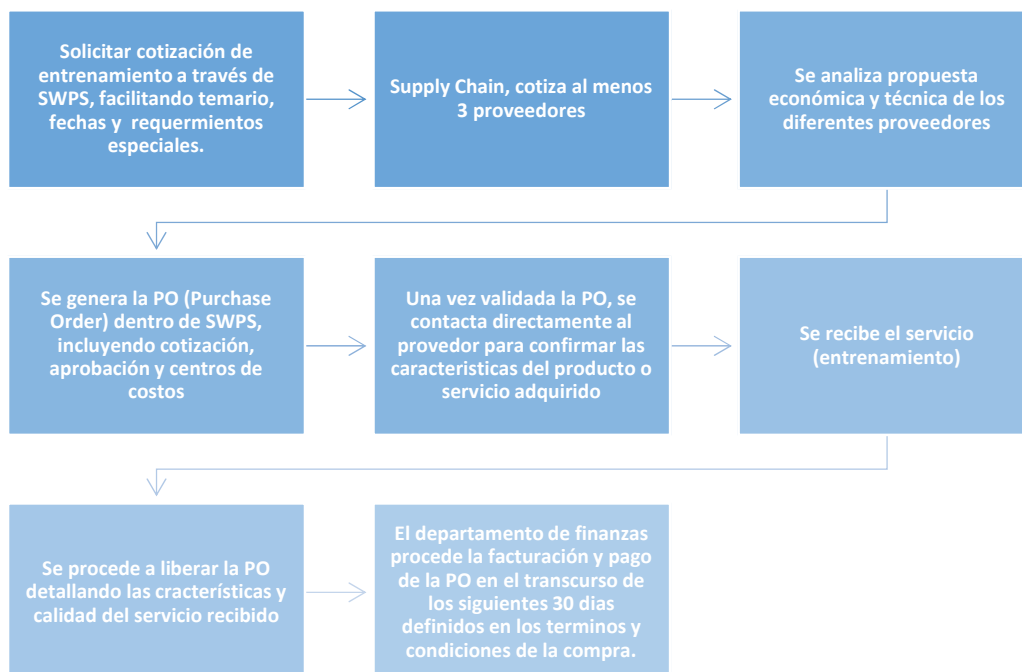 Solicitar cotización de
entrenamiento a través de
SWPS, facilitando temario,
fechas y requermientos
especiales.
Supply Chain, cotiza al menos
3 proveedores
Se analiza propuesta
económica y técnica de los
diferentes proveedores
Se genera la PO (Purchase
Order) dentro de SWPS,
incluyendo cotización,
aprobación y centros de
costos
Una vez validada la PO, se
contacta directamente al
provedor para confirmar las
caracteristicas del producto o
servicio adquirido
Se recibe el servicio
(entrenamiento)
Se procede a liberar la PO
detallando las cracterísticas y
calidad del servicio recibido
El departamento de finanzas
procede la facturación y pago
de la PO en el transcurso de
los siguientes 30 dias
definidos en los terminos y
condiciones de la compra.